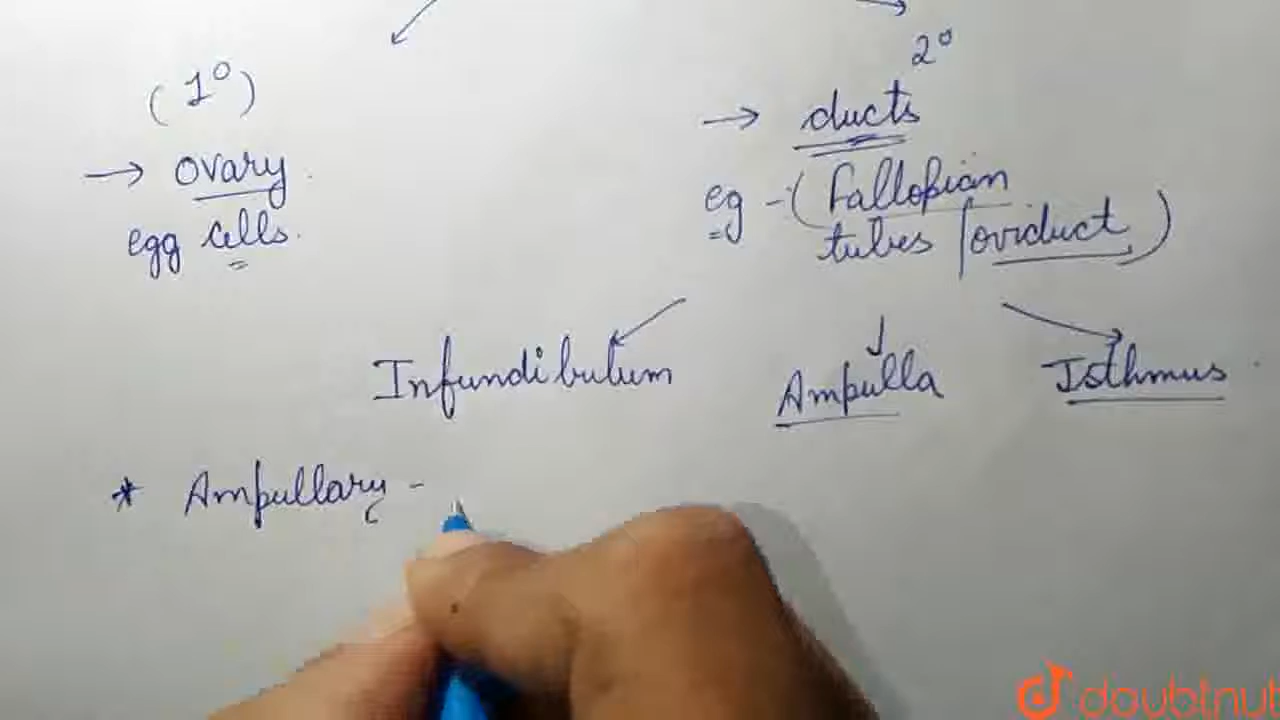 2°
(1°)
→ ducts
→ ovary
eg - (Fallopian
egg cells.
tubes / oviduct)
Infundibulum
Ampulla
Isthmus
* Ampullary -
doubtnut